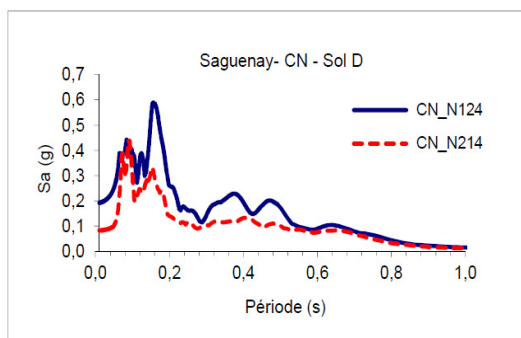 Saguenay- CN - Sol D
0,7
0,6
0,5
0,4
0,3
0,2
0,1
0,0
Sa (g)
CN_N124
CN_N214
0,0 0,2 0,4 0,6 0,8 1,0
Période (s)